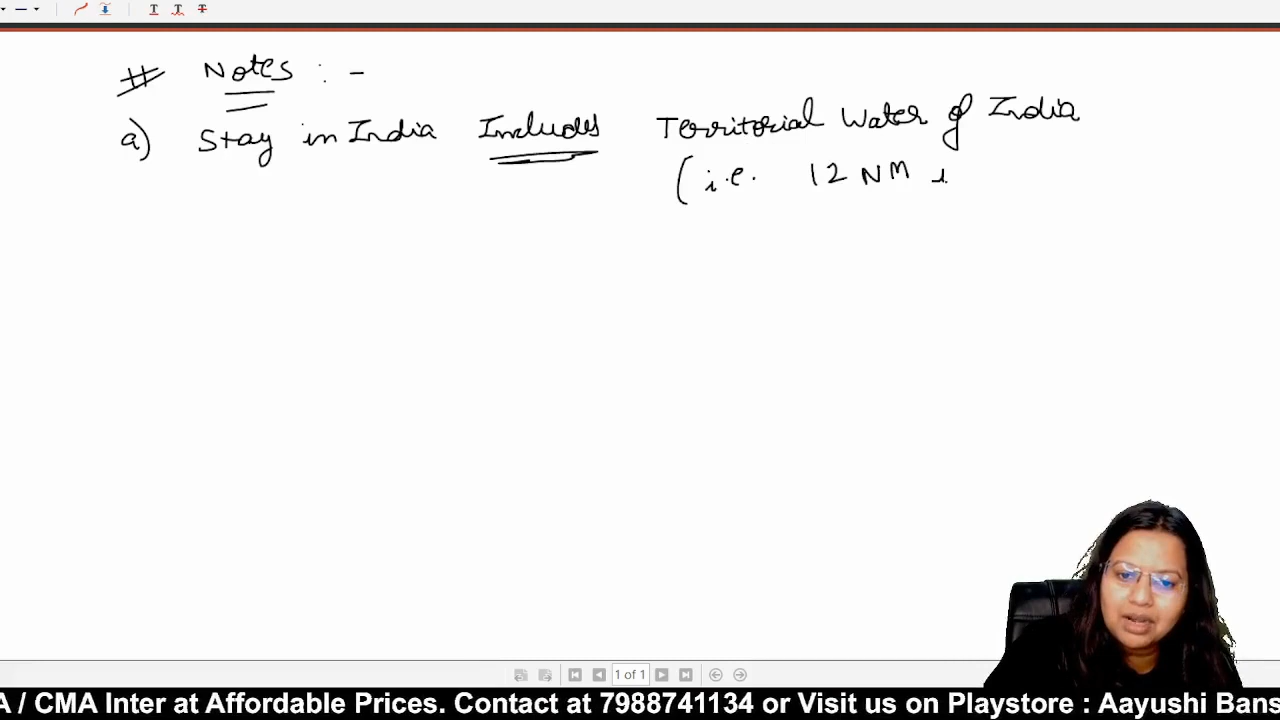 # Notes : -
a) Stay in India Includes Territorial Water of India
(i.e. 12 NM i
1 of 1
A / CMA Inter at Affordable Prices. Contact at 7988741134 or Visit us on Playstore : Aayushi Bans